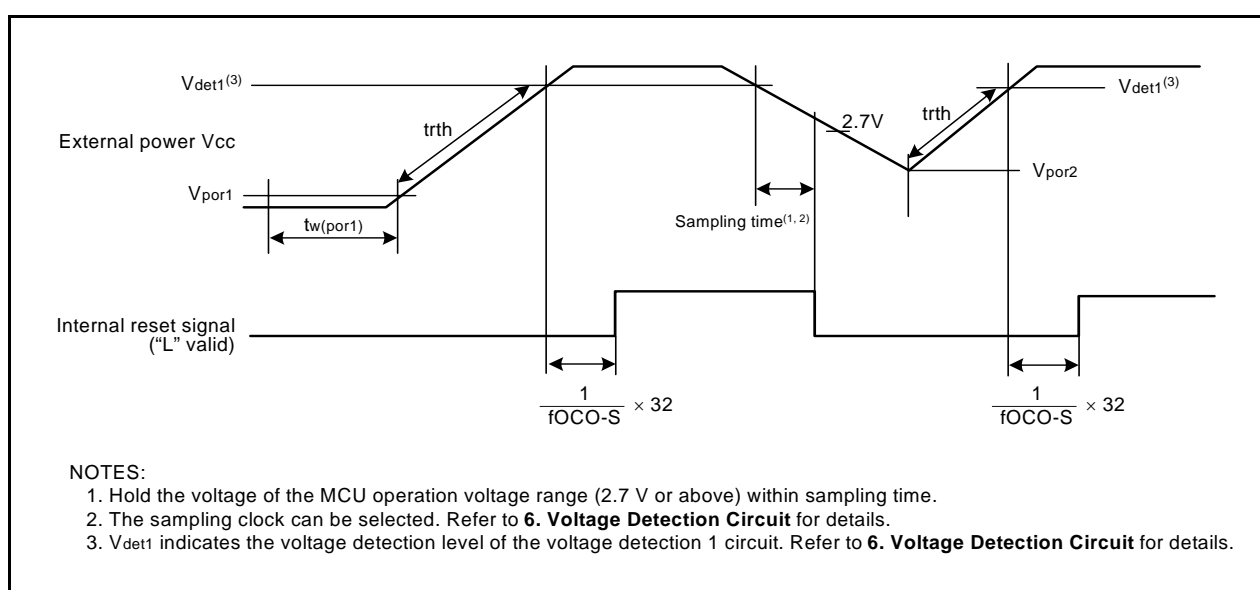 Vdet1(3)
Vdet1(3)
2.7V
trth
trth
External power Vcc
Vpor1
Vpor2
tw(por1)
Sampling time(1, 2)
Internal reset signal
(“L” valid)
1
fOCO-S
× 32
1
fOCO-S
× 32
NOTES:
1. Hold the voltage of the MCU operation voltage range (2.7 V or above) within sampling time.
2. The sampling clock can be selected. Refer to 6. Voltage Detection Circuit for details.
3. Vdet1 indicates the voltage detection level of the voltage detection 1 circuit. Refer to 6. Voltage Detection Circuit for details.